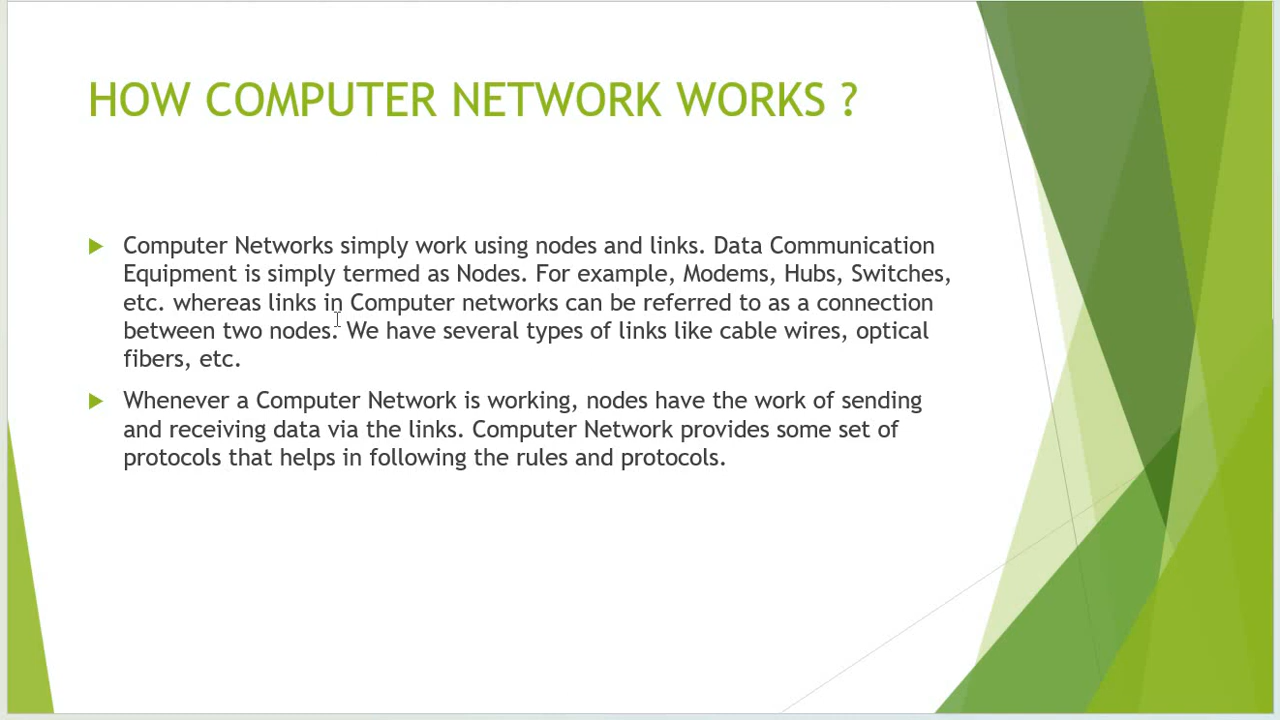 HOW COMPUTER NETWORK WORKS ?
Computer Networks simply work using nodes and links. Data Communication
Equipment is simply termed as Nodes. For example, Modems, Hubs, Switches,
etc. whereas links in Computer networks can be referred to as a connection
between two nodes. We have several types of links like cable wires, optical
fibers, etc.
Whenever a Computer Network is working, nodes have the work of sending
and receiving data via the links. Computer Network provides some set of
protocols that helps in following the rules and protocols.